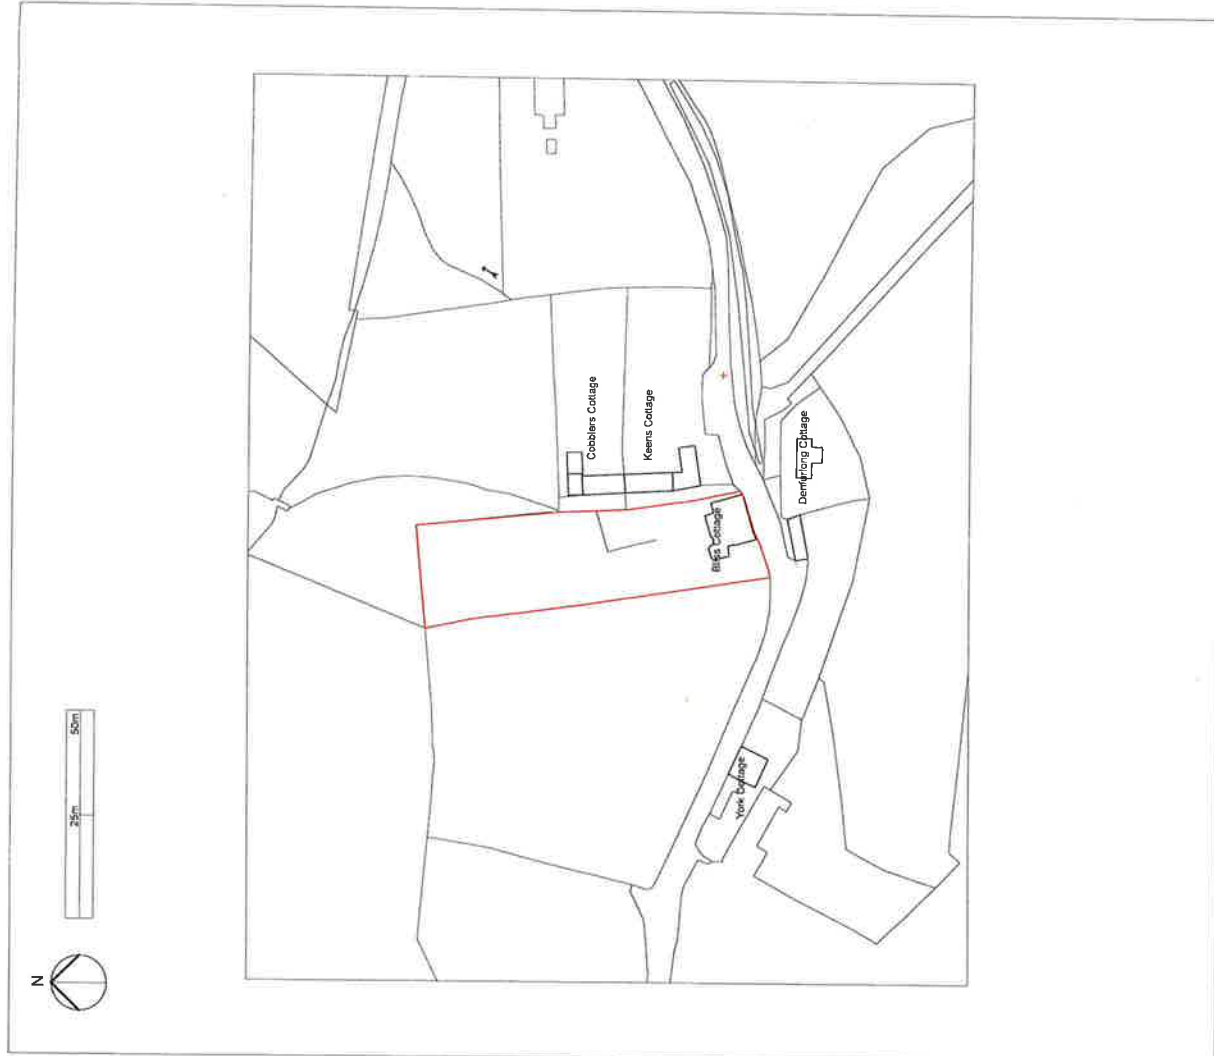 N
25m
50m
Cobblers Cottage
Keens Cottage
Bliss Cottage
Denfurlong Cottage
York Cottage